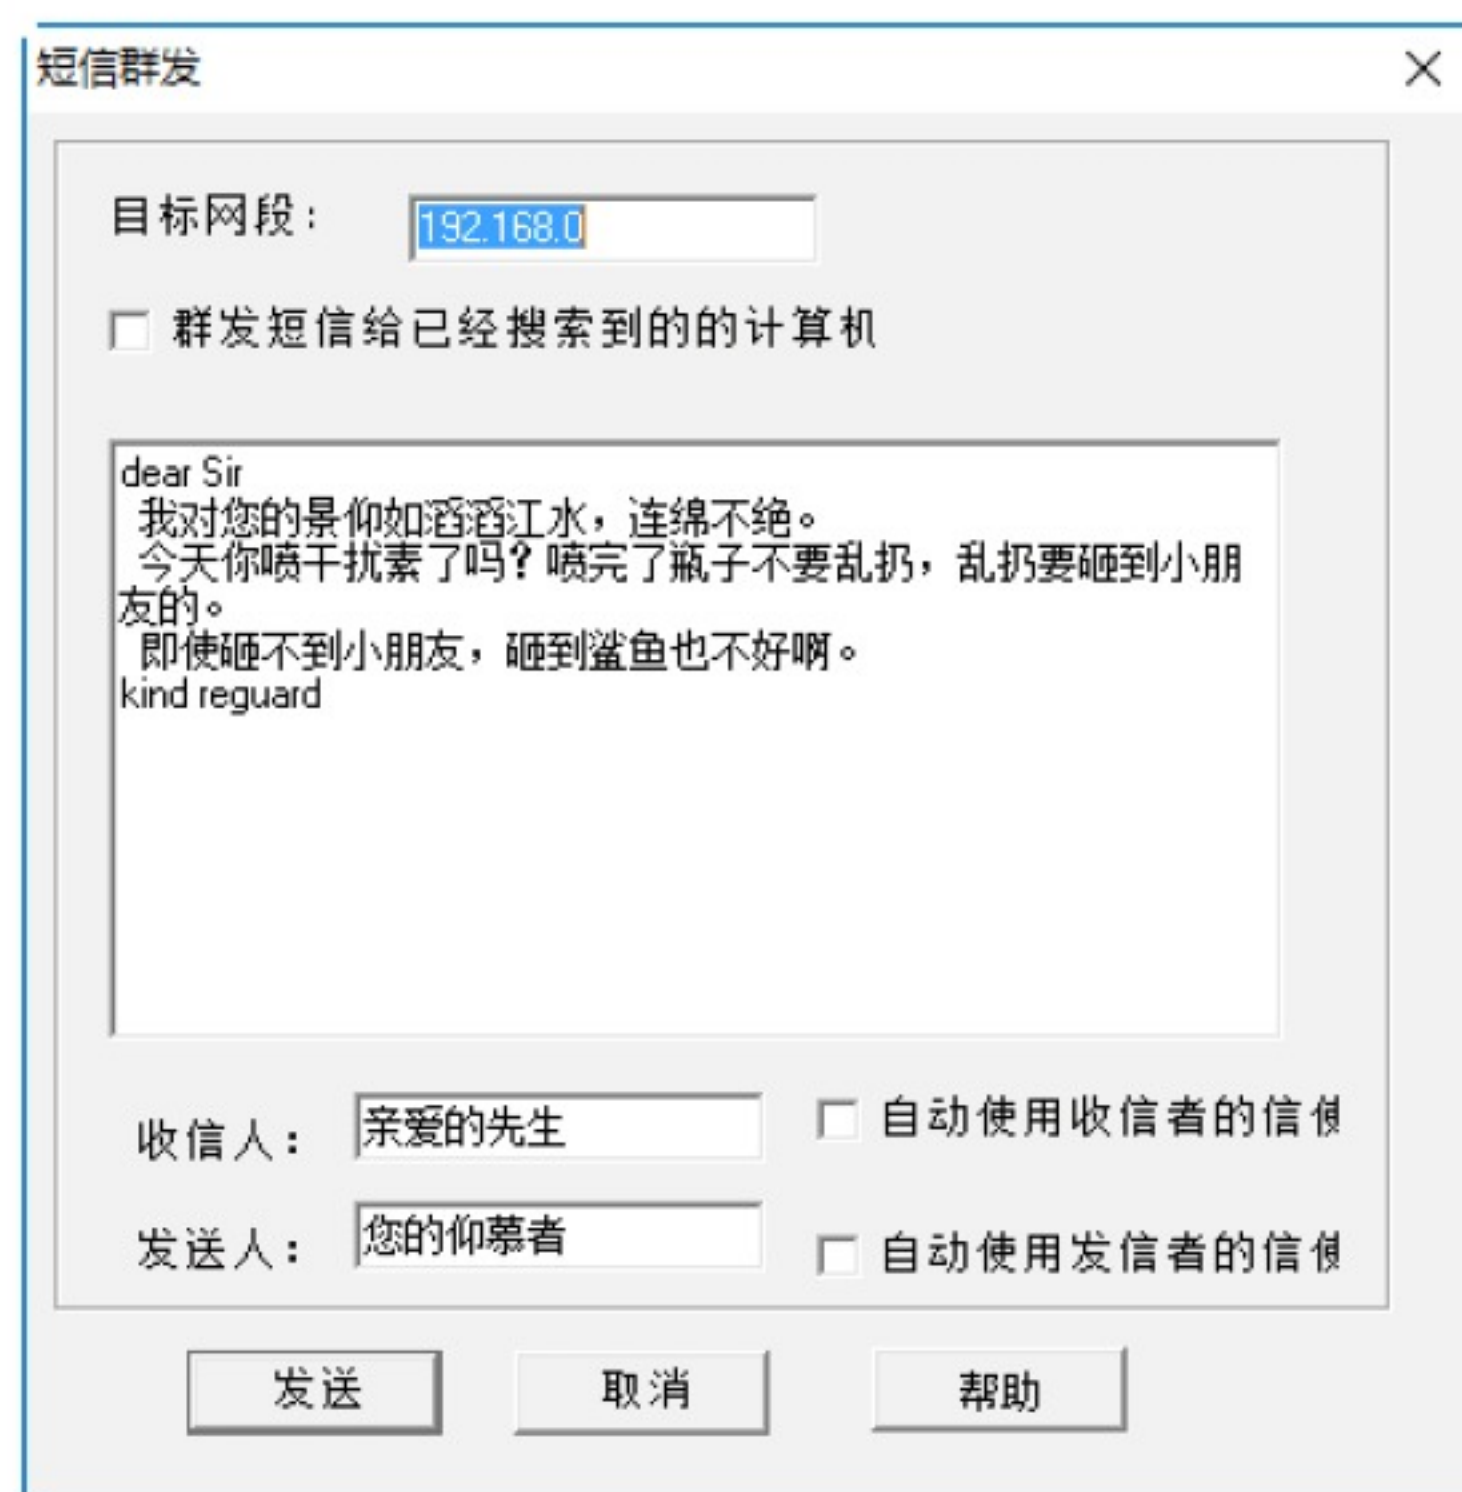 短信群发
目标网段：
192.168.0
群发短信给已经搜索到的的计算机
dear Sir
我对您的景仰如滔滔江水，连绵不绝。
今天你喷干扰素了吗？喷完了瓶子不要乱扔，乱扔要砸到小朋
友的。
即使砸不到小朋友，砸到鲨鱼也不好啊。
kind reguard
收信人：
亲爱的先生
自动使用收信者的信使
发送人：
您的仰慕者
自动使用发信者的信使
发送
取消
帮助